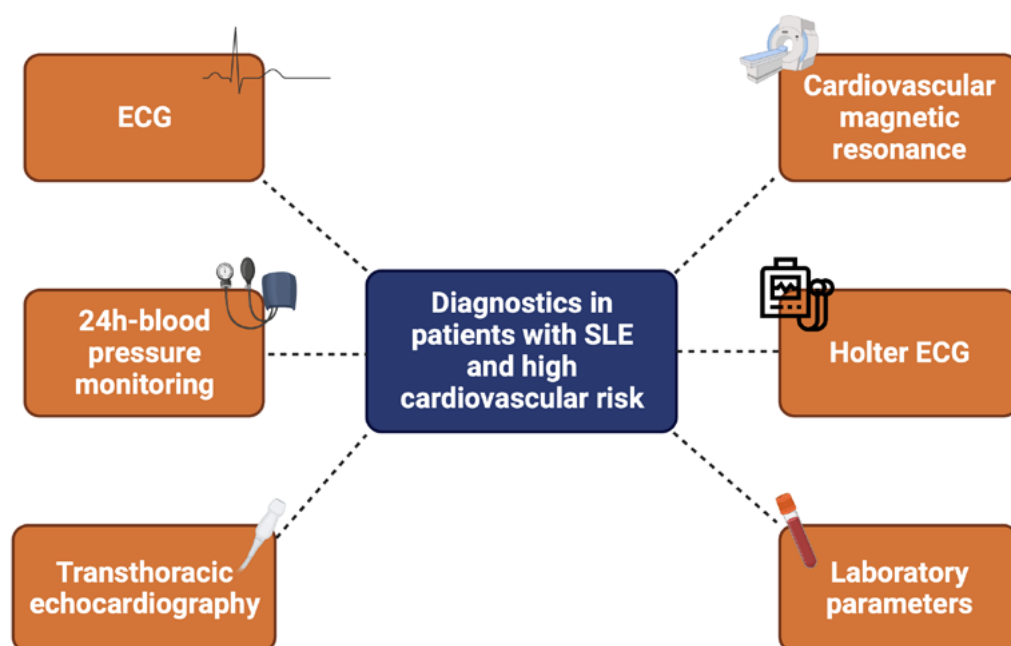 ECG
24h-blood
pressure
monitoring
Transthoracic
echocardiography
Diagnostics in
patients with SLE
and high
cardiovascular risk
Cardiovascular
magnetic
resonance
Holter ECG
Laboratory
parameters